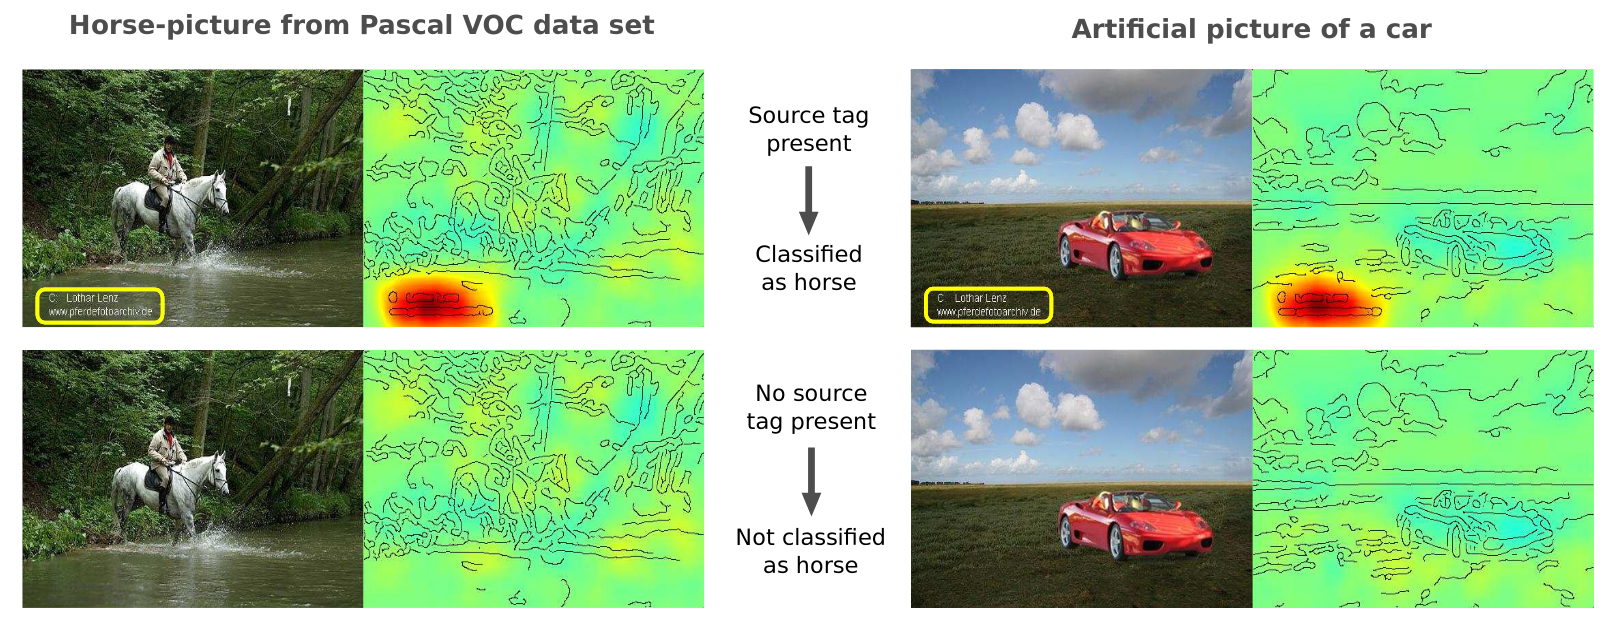 Horse-picture from Pascal VOC data set
Artificial picture of a car
Source tag
present
Classified
as horse
C: Lothar Lenz
www.pferdefotoarchiv.de
C Lothar Lenz
www.pferdefotoarchiv.de
No source
tag present
Not classified
as horse